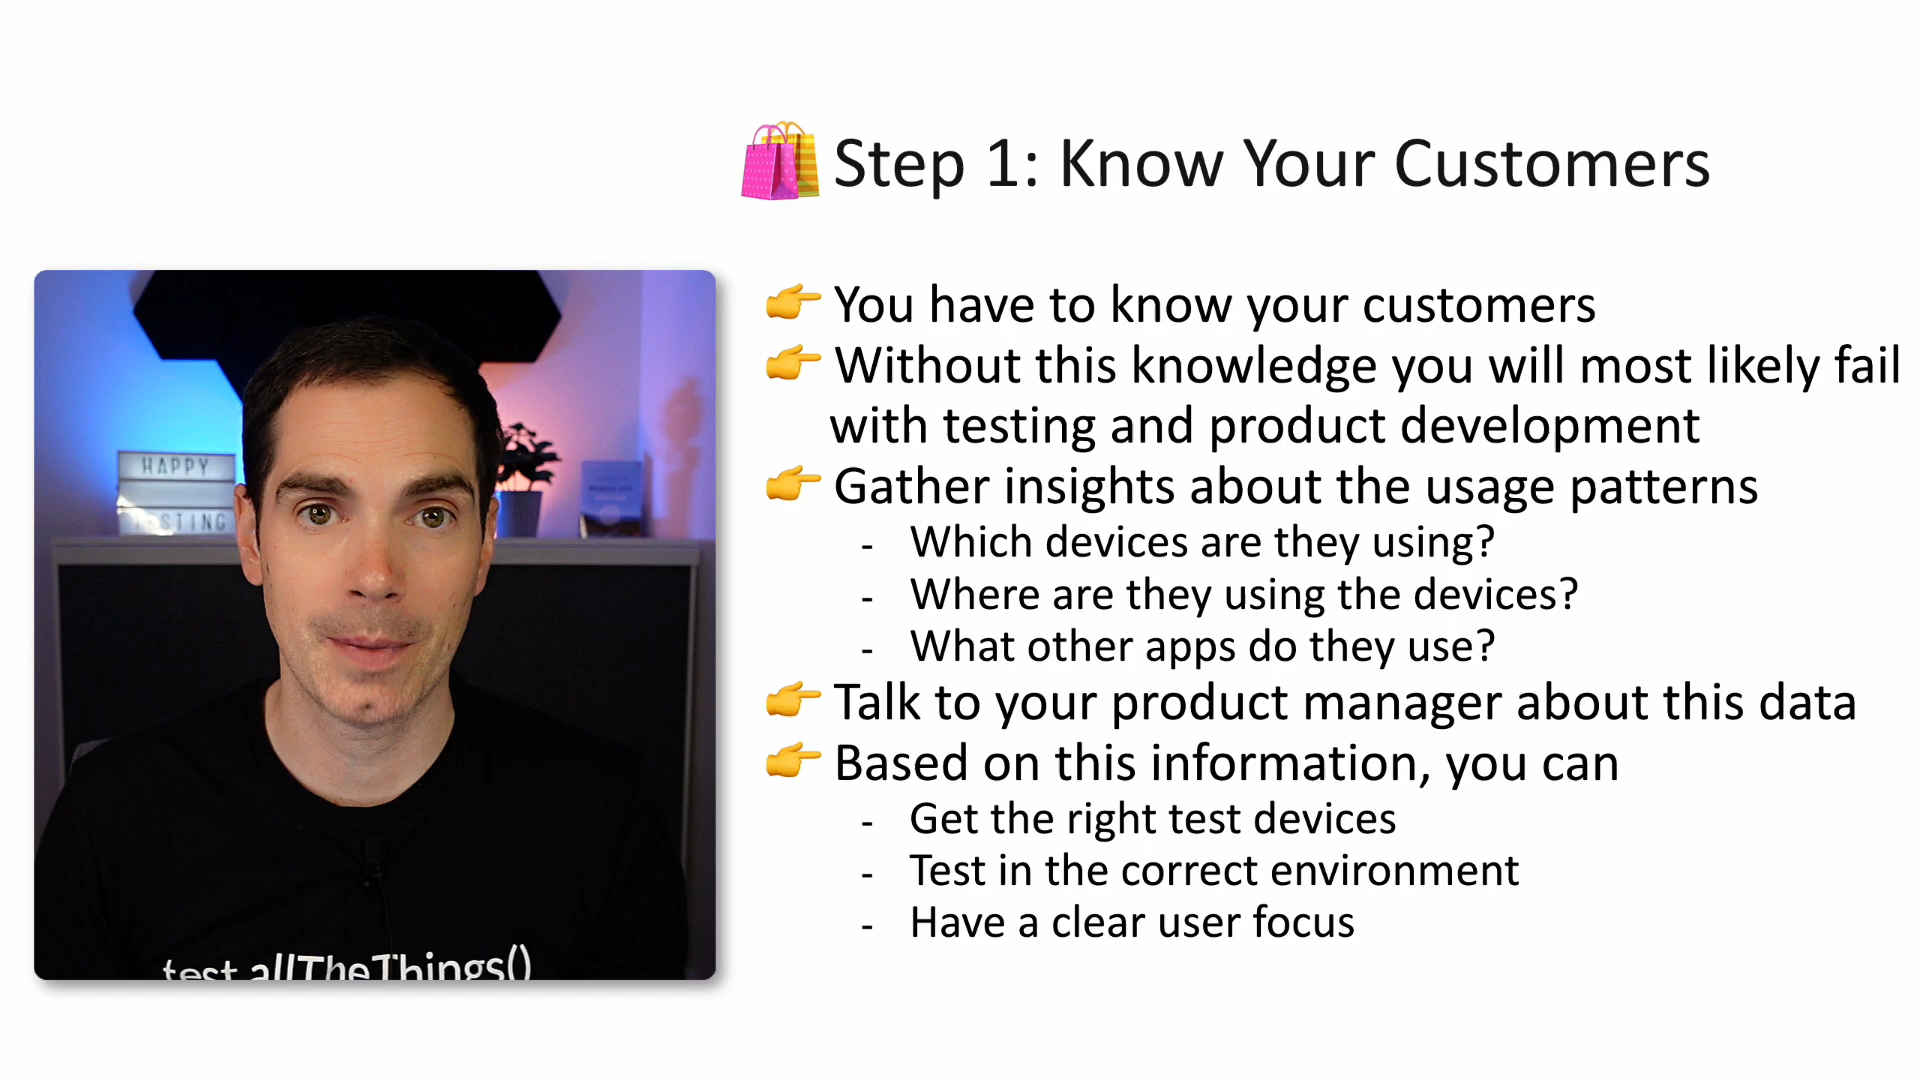 🛍️ Step 1: Know Your Customers
👉 You have to know your customers
👉 Without this knowledge you will most likely fail
with testing and product development
👉 Gather insights about the usage patterns
- Which devices are they using?
- Where are they using the devices?
- What other apps do they use?
👉 Talk to your product manager about this data
👉 Based on this information, you can
- Get the right test devices
- Test in the correct environment
- Have a clear user focus
HAPPY
TESTING
test.allTheThings()